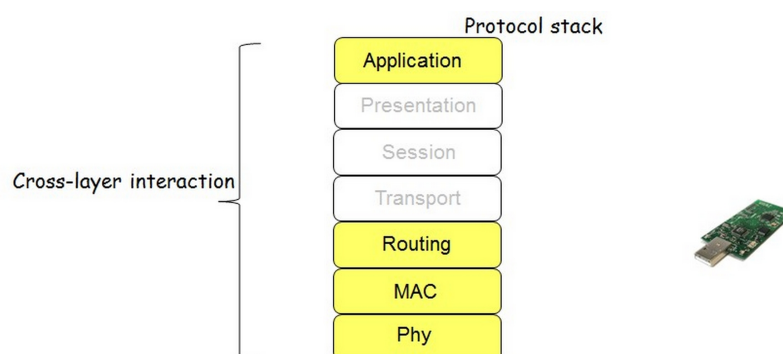 Protocol stack
Application
Presentation
Session
Cross-layer interaction
Transport
Routing
MAC
Phy